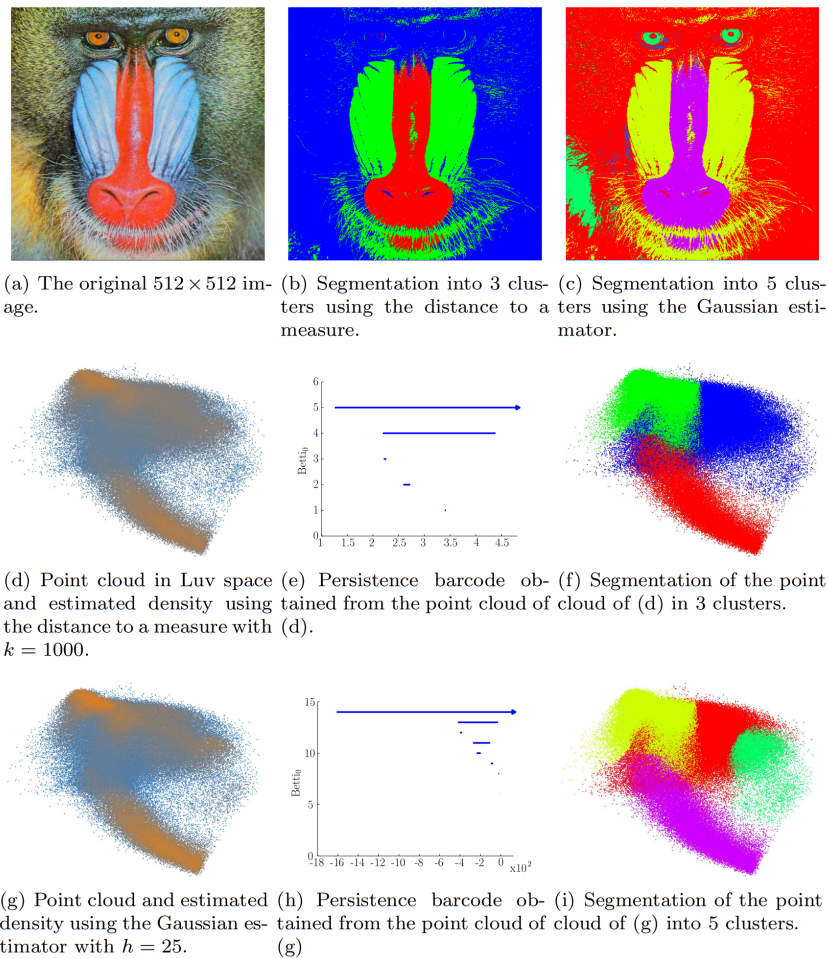 (a) The original 512 × 512 im-
age.
(b) Segmentation into 3 clus-
ters using the distance to a
measure.
(c) Segmentation into 5 clus-
ters using the Gaussian esti-
mator.
6
5
4
3
2
1
0
Betti0
1 1.5 2 2.5 3 3.5 4 4.5
(d) Point cloud in Luv space
and estimated density using
the distance to a measure with
k = 1000.
(e) Persistence barcode ob-
tained from the point cloud of
(d).
(f) Segmentation of the point
cloud of (d) in 3 clusters.
15
10
5
0
Betti0
-18 -16 -14 -12 -10 -8 -6 -4 -2 0
x10²
(g) Point cloud and estimated
density using the Gaussian es-
timator with h = 25.
(h) Persistence barcode ob-
tained from the point cloud of
(g)
(i) Segmentation of the point
cloud of (g) into 5 clusters.